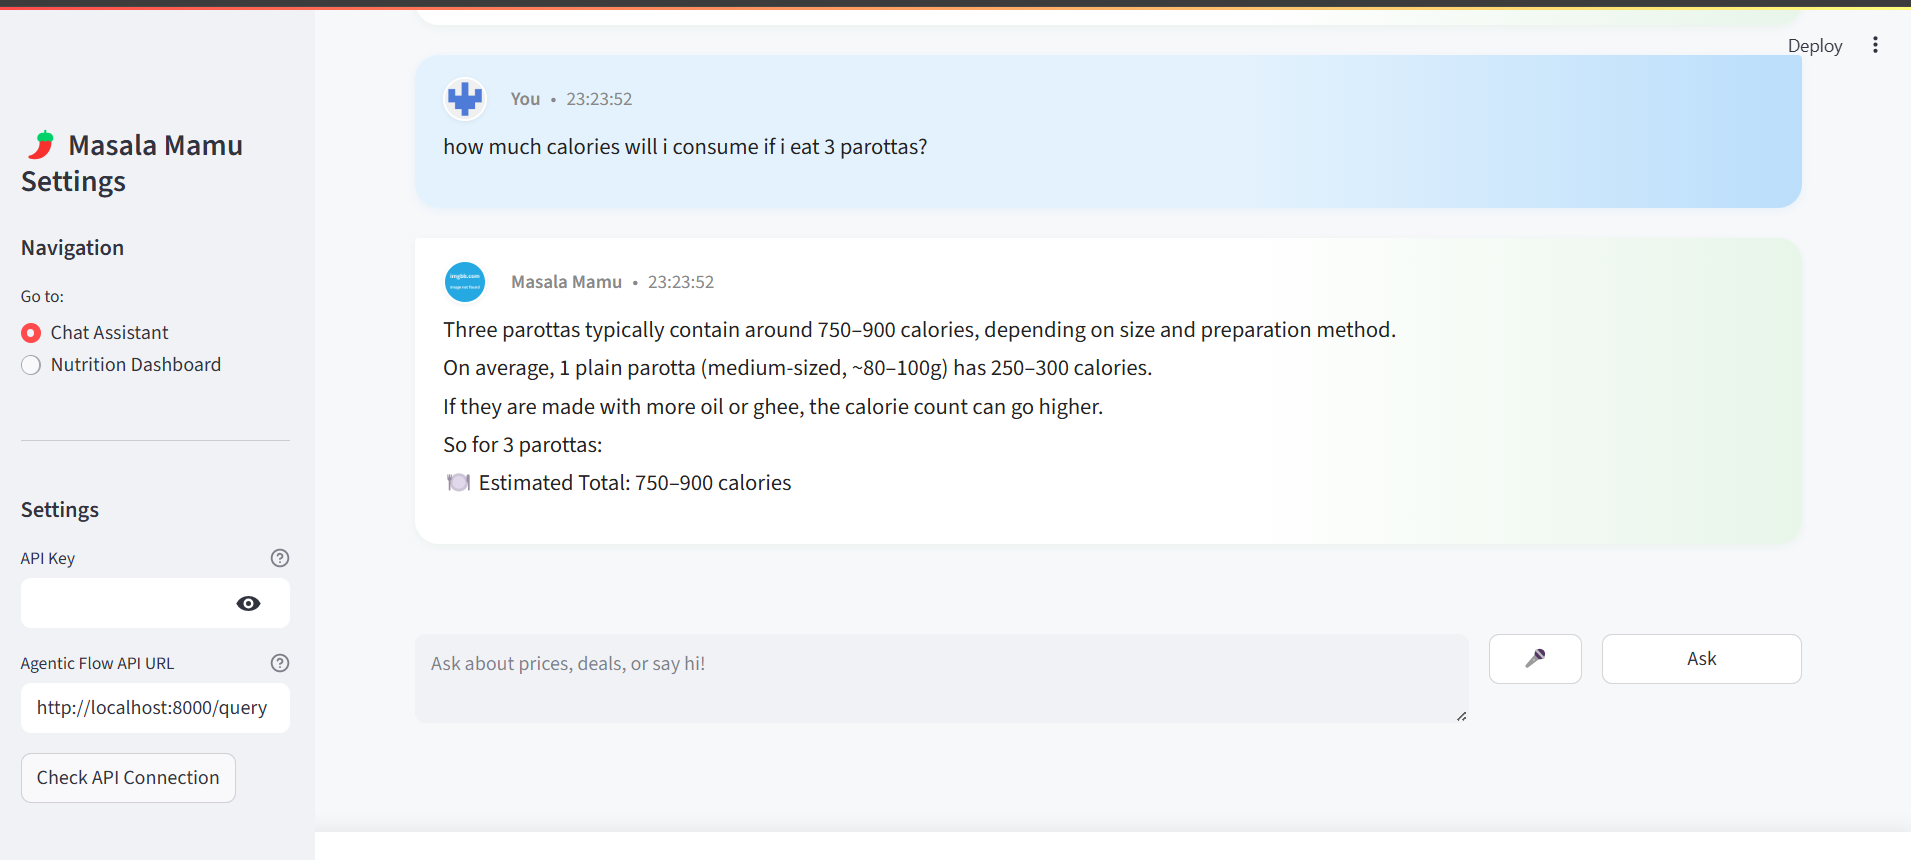 Deploy
🌶️ Masala Mamu
Settings
Navigation
Go to:
Chat Assistant
Nutrition Dashboard
Settings
API Key
Agentic Flow API URL
http://localhost:8000/query
Check API Connection
You • 23:23:52
how much calories will i consume if i eat 3 parottas?
imgbb.com
image not found
Masala Mamu • 23:23:52
Three parottas typically contain around 750–900 calories, depending on size and preparation method.
On average, 1 plain parotta (medium-sized, ~80–100g) has 250–300 calories.
If they are made with more oil or ghee, the calorie count can go higher.
So for 3 parottas:
🍽️ Estimated Total: 750–900 calories
Ask about prices, deals, or say hi!
Ask